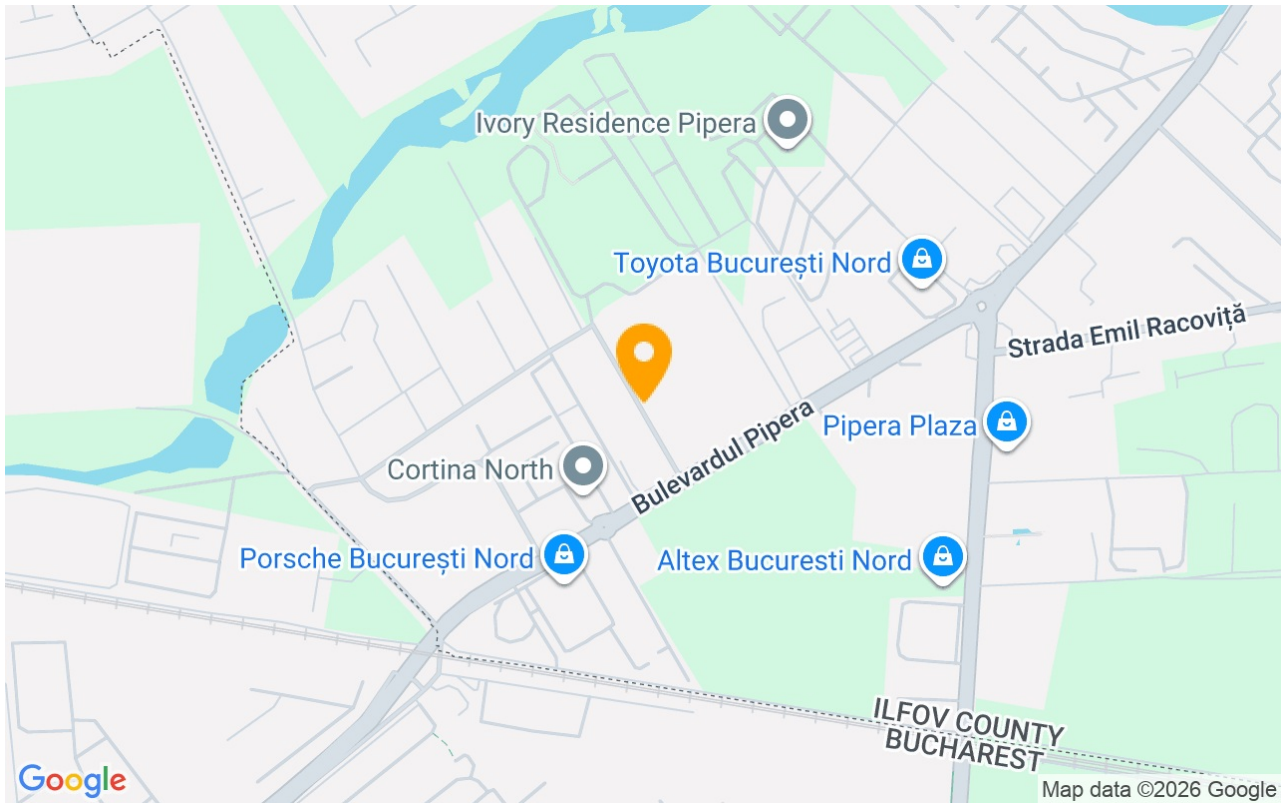 Ivory Residence Pipera
Toyota București Nord
Strada Emil Racoviță
Pipera Plaza
Bulevardul Pipera
Cortina North
Porsche București Nord
Altex Bucuresti Nord
ILFOV COUNTY
BUCHAREST
Google
Map data ©2026 Google